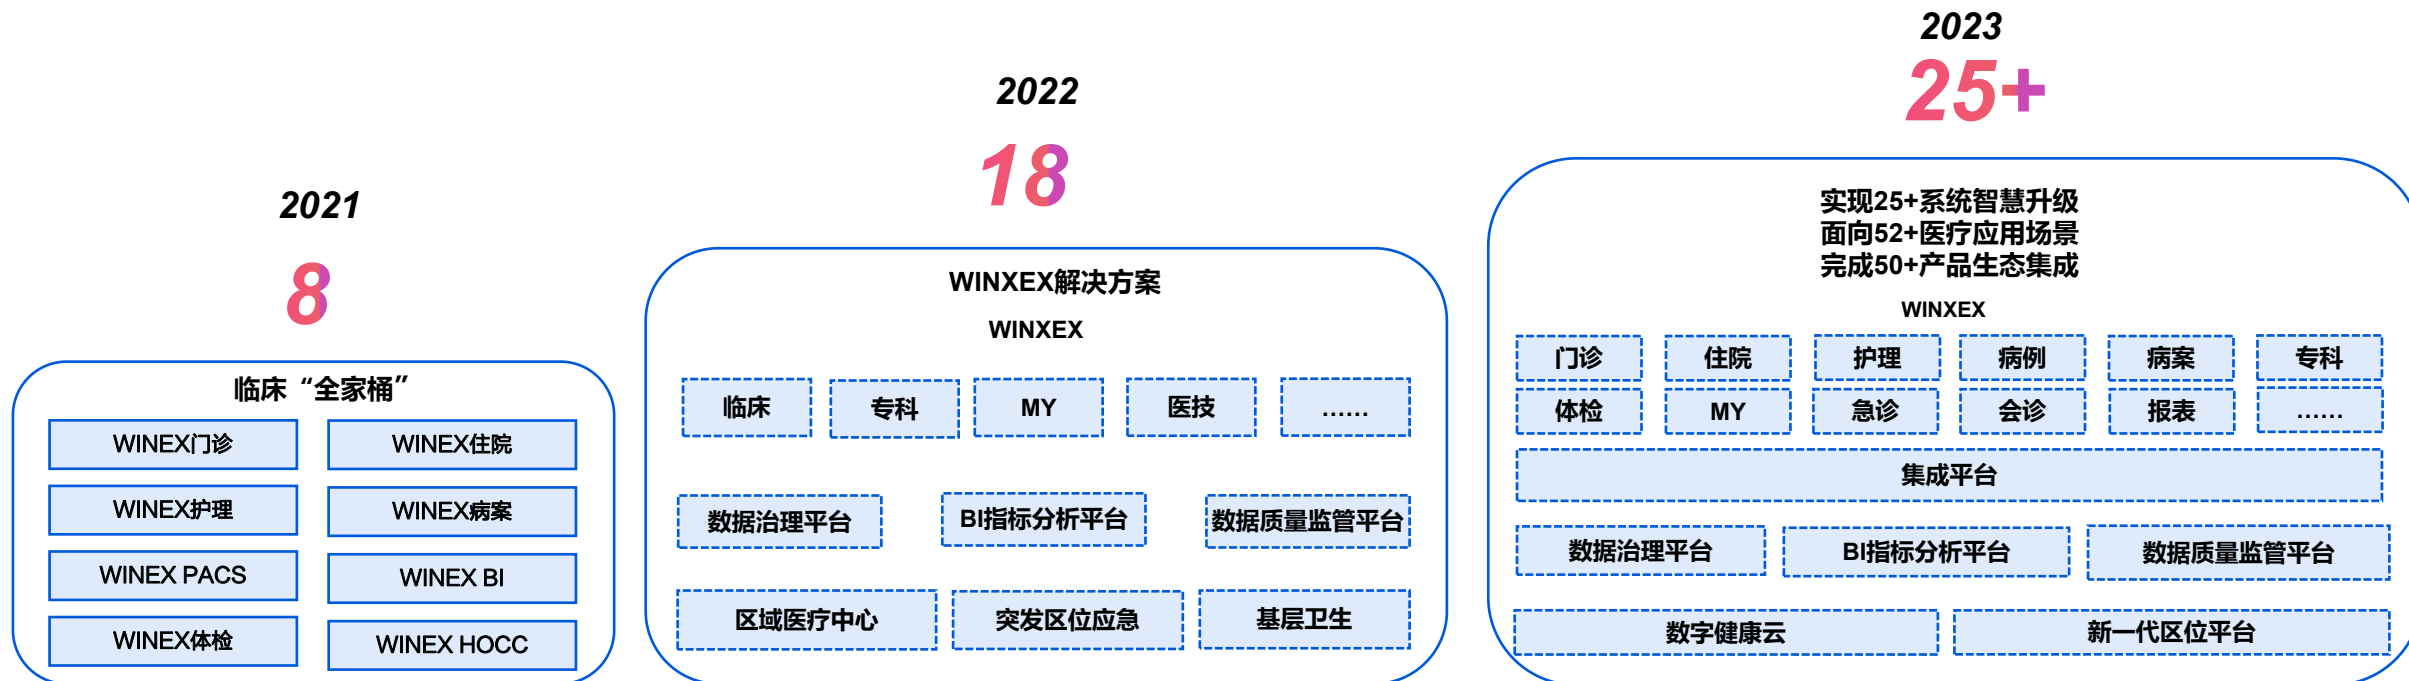 2021
8
临床“全家桶”
WINEX门诊
WINEX住院
WINEX护理
WINEX病案
WINEX PACS
WINEX BI
WINEX体检
WINEX HOCC
2022
18
WINXEX解决方案
WINXEX
临床
专科
MY
医技
……
数据治理平台
BI指标分析平台
数据质量监管平台
区域医疗中心
突发区位应急
基层卫生
2023
25+
实现25+系统智慧升级
面向52+医疗应用场景
完成50+产品生态集成
WINXEX
门诊
住院
护理
病例
病案
专科
体检
MY
急诊
会诊
报表
……
集成平台
数据治理平台
BI指标分析平台
数据质量监管平台
数字健康云
新一代区位平台